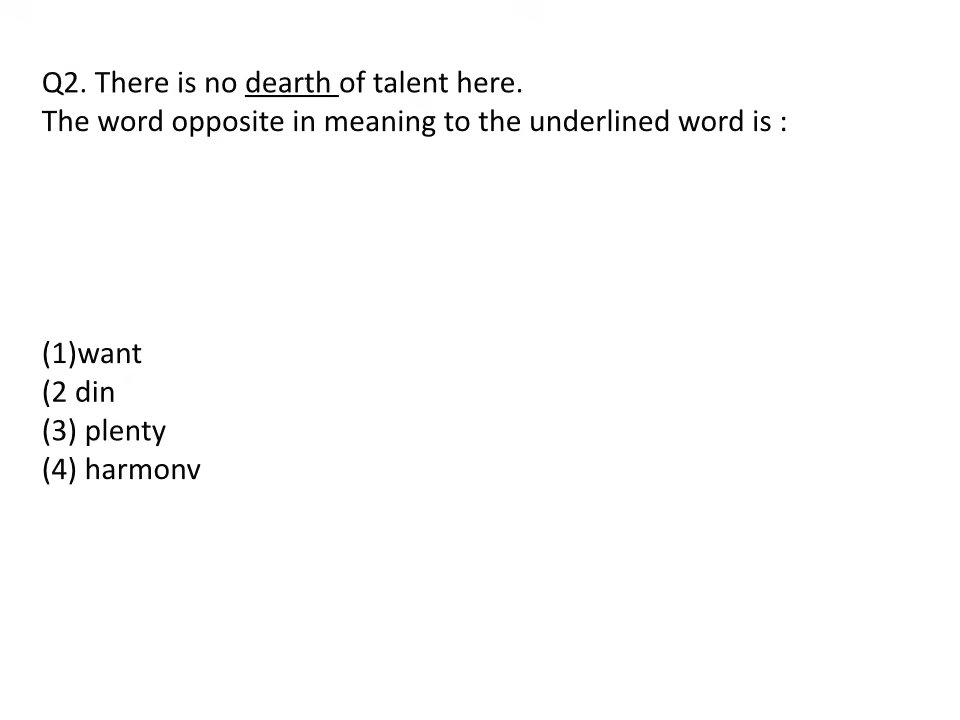 Q2. There is no dearth of talent here.
The word opposite in meaning to the underlined word is :
(1)want
(2 din
(3) plenty
(4) harmonv